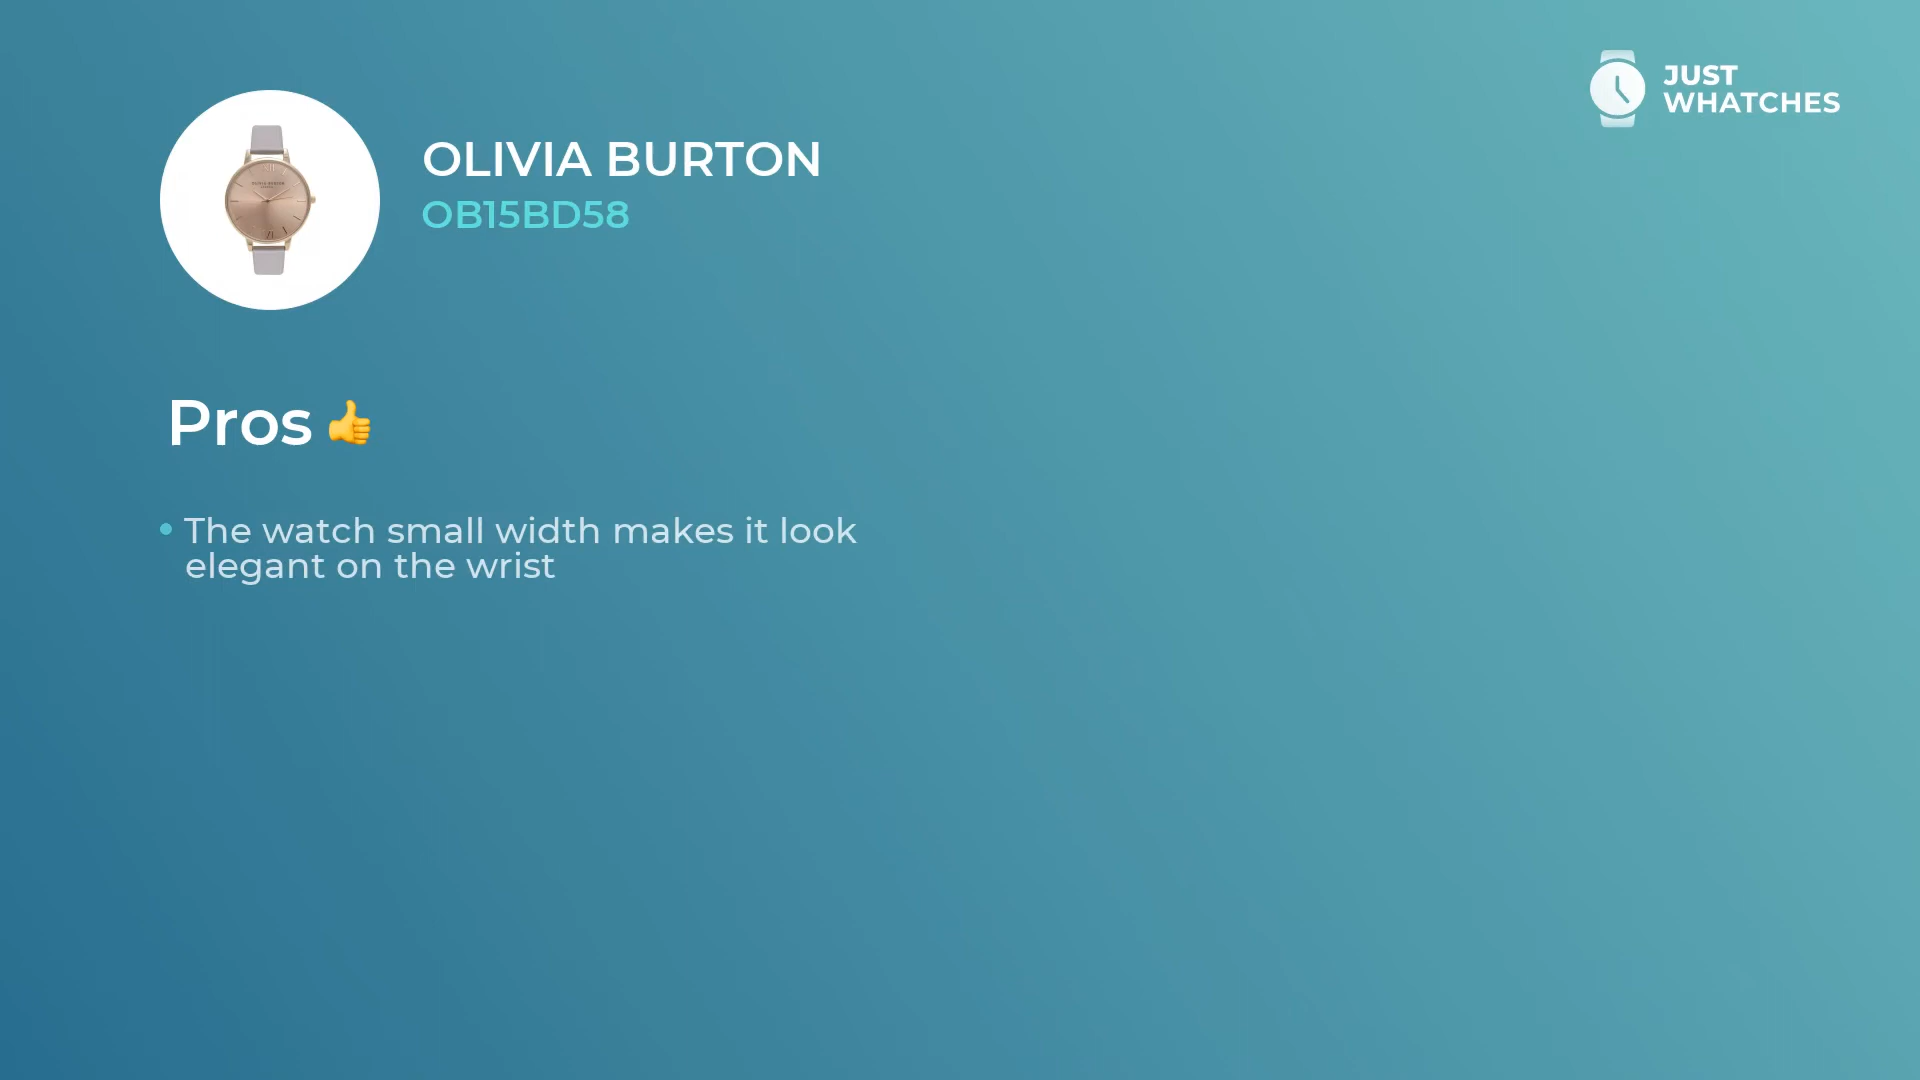 JUST
WHATCHES
OLIVIA BURTON
OB15BD58
Pros 👍
• The watch small width makes it look
elegant on the wrist